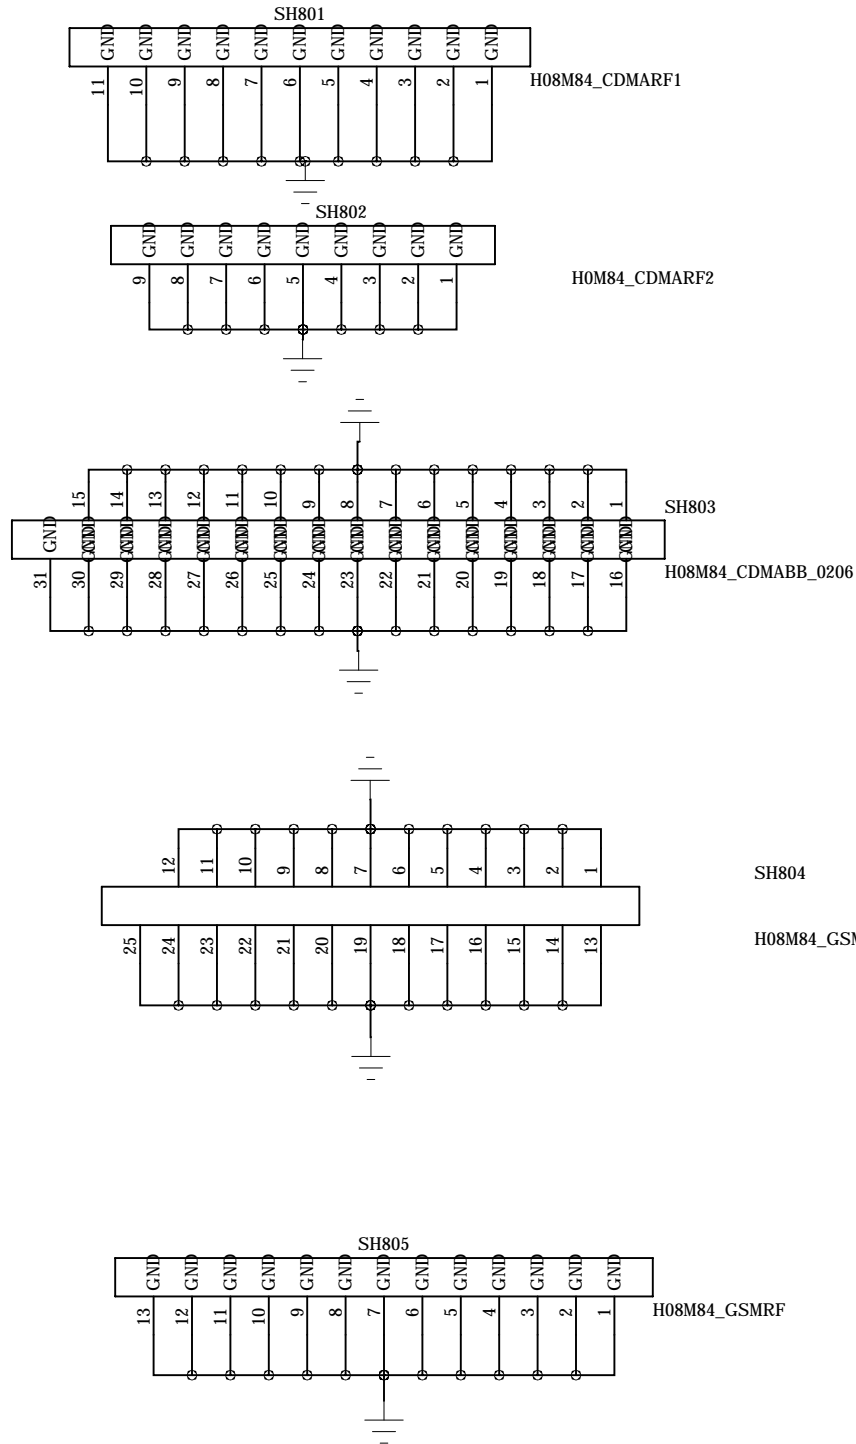 SH801
GND GND GND GND GND GND GND GND GND GND GND
11 10 9 8 7 6 5 4 3 2 1
H08M84_CDMARF1
SH802
GND GND GND GND GND GND GND GND GND
9 8 7 6 5 4 3 2 1
H0M84_CDMARF2
15 14 13 12 11 10 9 8 7 6 5 4 3 2 1
SH803
GND
31 30 29 28 27 26 25 24 23 22 21 20 19 18 17 16
H08M84_CDMABB_0206
12 11 10 9 8 7 6 5 4 3 2 1
SH804
25 24 23 22 21 20 19 18 17 16 15 14 13
H08M84_GSM
SH805
GND GND GND GND GND GND GND GND GND GND GND GND GND
13 12 11 10 9 8 7 6 5 4 3 2 1
H08M84_GSMRF